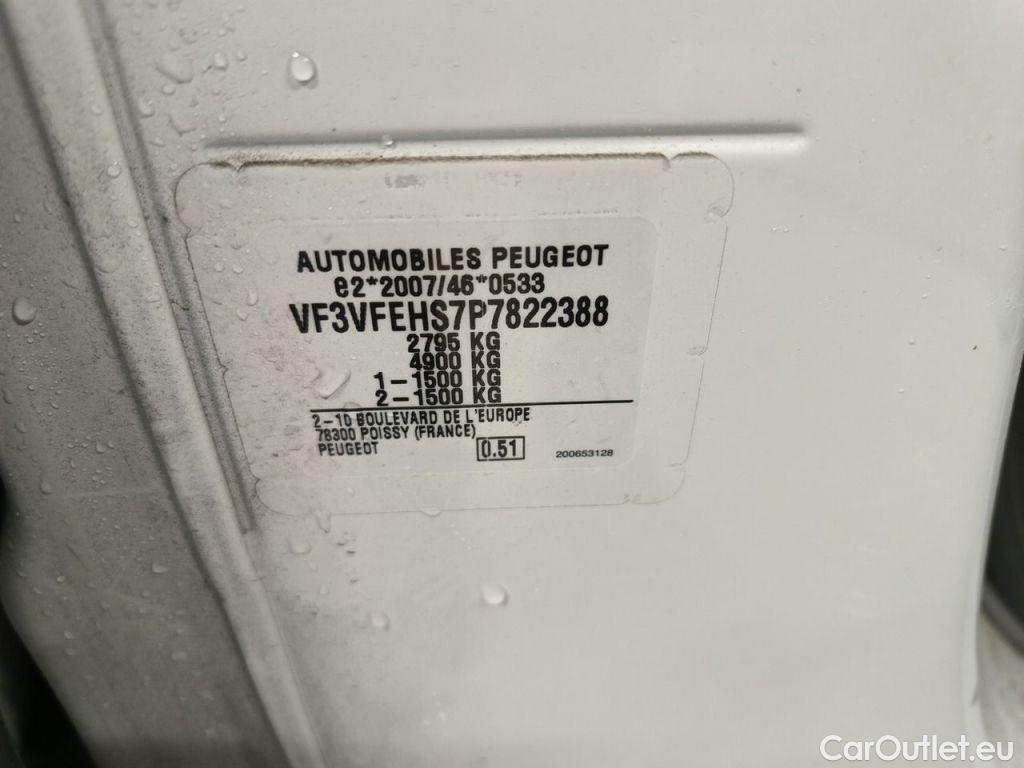 AUTOMOBILES PEUGEOT
e2*2007/46*0533
VF3VFEHS7P7822388
2795 KG
4900 KG
1-1500 KG
2-1500 KG
2-10 BOULEVARD DE L'EUROPE
78300 POISSY (FRANCE)
PEUGEOT
0.51
200653128
CarOutlet.eu